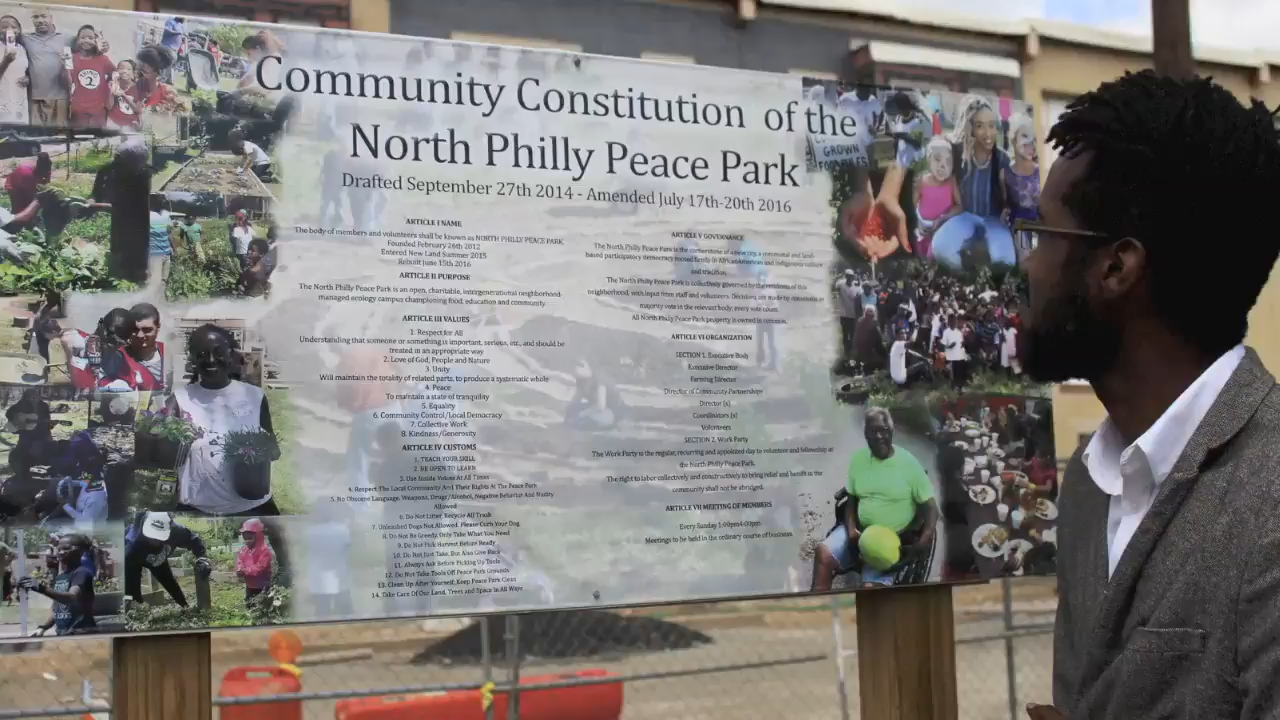 Community Constitution of the
North Philly Peace Park
Drafted September 27th 2014 - Amended July 17th-20th 2016
ARTICLE I NAME
The body of members and volunteers shall be known as NORTH PHILLY PEACE PARK
Founded February 26th 2012
Entered New Land Summer 2015
Rebuilt June 15th 2016
ARTICLE II PURPOSE
The North Philly Peace Park is an open, charitable, intergenerational neighborhood-
managed ecology campus championing food, education and community
ARTICLE III VALUES
1. Respect for All
Understanding that someone or something is important, serious, etc., and should be
treated in an appropriate way
2. Love of God, People and Nature
3. Unity
Will maintain the totality of related parts, to produce a systematic whole
4. Peace
To maintain a state of tranquility
5. Equality
6. Community Control/Local Democracy
7. Collective Work
8. Kindness/Generosity
ARTICLE IV CUSTOMS
1. TEACH YOUR SKILL
2. BE OPEN TO LEARN
3. Use Inside Voices At All Times
4. Respect The Local Community And Their Rights At The Peace Park
5. No Obscene Language, Weapons, Drugs/Alcohol, Negative Behavior And Nudity
Allowed
6. Do Not Litter, Recycle All Trash
7. Unleashed Dogs Not Allowed. Please Curb Your Dog
8. Do Not Be Greedy, Only Take What You Need
9. Do Not Pick Harvest Before Ready
10. Do Not Just Take, But Also Give Back
11. Always Ask Before Picking Up Tools
12. Do Not Take Tools Off Peace Park Grounds
13. Clean Up After Yourself, Keep Peace Park Clean
14. Take Care Of Our Land, Trees and Space In All Ways
ARTICLE V GOVERNANCE
The North Philly Peace Park is the cornerstone of a new era; a communal and land-
based participatory democracy rooted firmly in African American and indigenous culture
and tradition.
The North Philly Peace Park is collectively governed by the residents of this
neighborhood, with input from staff and volunteers. Decisions are made by consensus or
majority vote in the relevant body; every vote counts.
All North Philly Peace Park property is owned in common.
ARTICLE VI ORGANIZATION
SECTION 1. Executive Body
Executive Director
Farming Director
Director of Community Partnerships
Director (s)
Coordinators (s)
Volunteers
SECTION 2. Work Party
The Work Party is the regular, recurring and appointed day to volunteer and fellowship at
the North Philly Peace Park.
The right to labor collectively and constructively to bring relief and benefit to the
community shall not be abridged.
ARTICLE VII MEETING OF MEMBERS
Every Sunday 1:00pm-4:00pm
Meetings to be held in the ordinary course of business.
GROWN